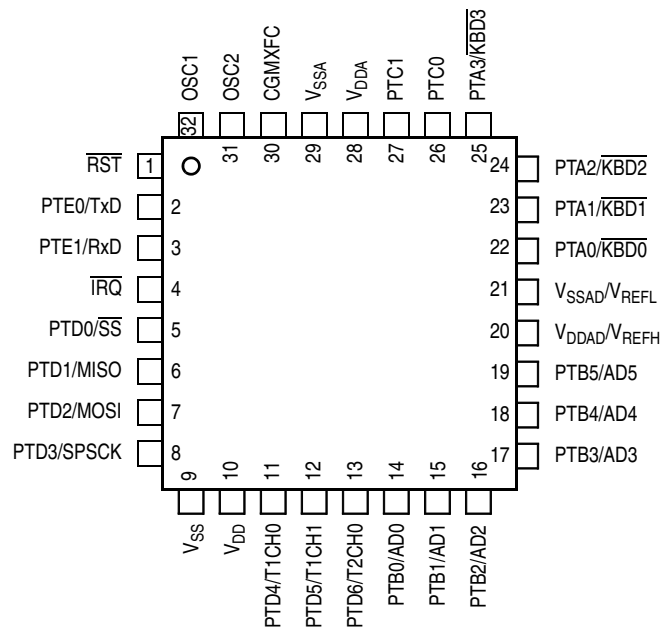 OSC1
OSC2
CGMXFC
VSSA
VDDA
PTC1
PTC0
PTA3/KBD3
32
31
30
29
28
27
26
25
RST 1
PTE0/TxD 2
PTE1/RxD 3
IRQ 4
PTD0/SS 5
PTD1/MISO 6
PTD2/MOSI 7
PTD3/SPSCK 8
24 PTA2/KBD2
23 PTA1/KBD1
22 PTA0/KBD0
21 VSSAD/VREFL
20 VDDAD/VREFH
19 PTB5/AD5
18 PTB4/AD4
17 PTB3/AD3
9
10
11
12
13
14
15
16
VSS
VDD
PTD4/T1CH0
PTD5/T1CH1
PTD6/T2CH0
PTB0/AD0
PTB1/AD1
PTB2/AD2